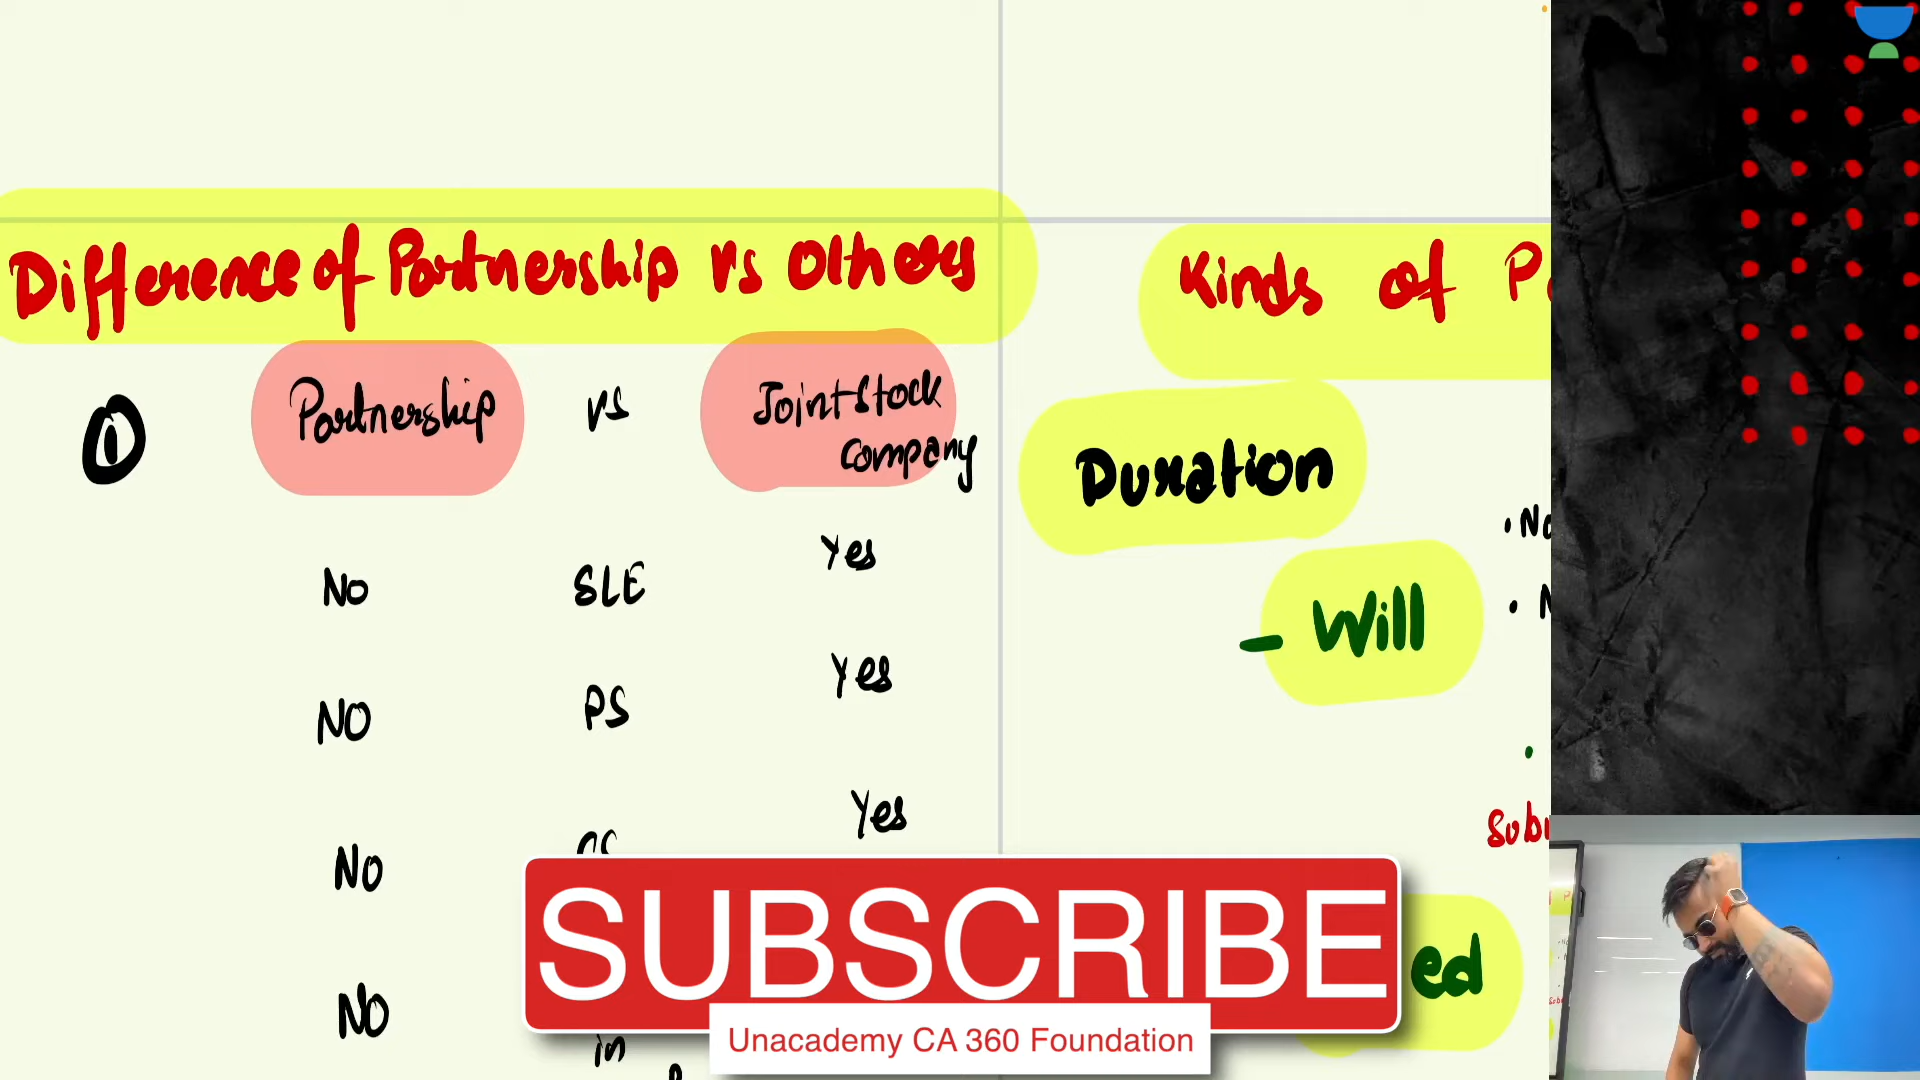 Difference of Partnership vs Others
① Partnership vs Joint Stock
Company
No SLE Yes
NO PS Yes
No Yes
NO
in
Kinds of
Duration
- Will
ed
SUBSCRIBE
Unacademy CA 360 Foundation